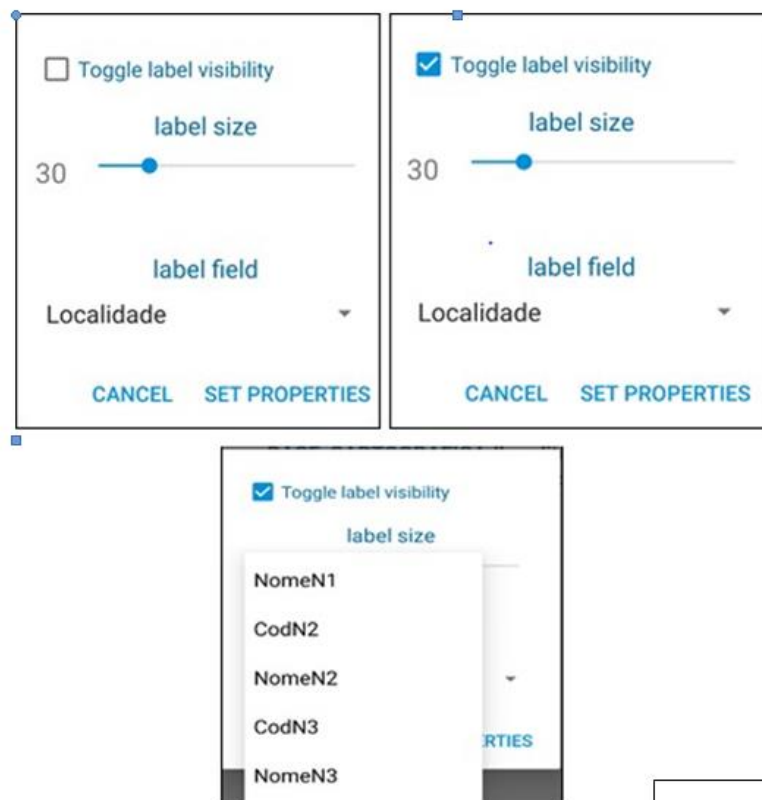 Toggle label visibility
label size
30
label field
Localidade
CANCEL SET PROPERTIES
Toggle label visibility
label size
30
label field
Localidade
CANCEL SET PROPERTIES
Toggle label visibility
label size
NomeN1
CodN2
NomeN2
CodN3
RTIES
NomeN3